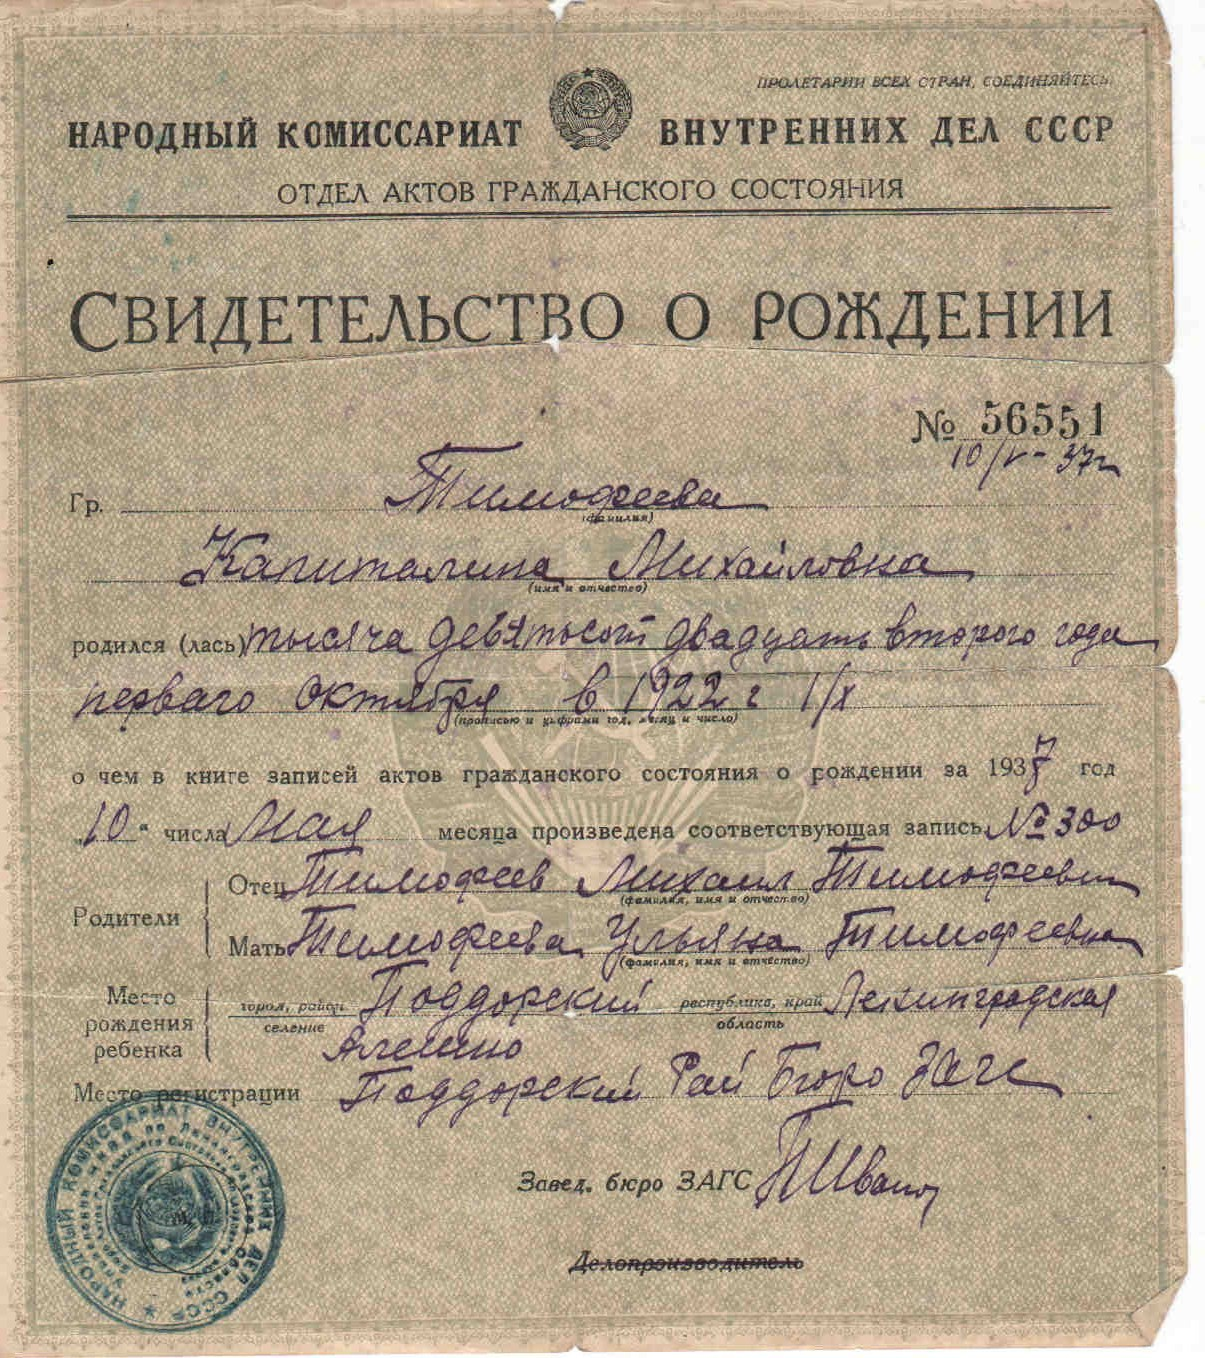 ПРОЛЕТАРИИ ВСЕХ СТРАН, СОЕДИНЯЙТЕСЬ
НАРОДНЫЙ КОМИССАРИАТ ВНУТРЕННИХ ДЕЛ СССР
ОТДЕЛ АКТОВ ГРАЖДАНСКОГО СОСТОЯНИЯ
СВИДЕТЕЛЬСТВО О РОЖДЕНИИ
№ 56551
10/V - 37г
Гр. Тимофеева
(фамилия)
Капиталина Михайловна
(имя и отчество)
родился (лась) тысяча девятьсот двадцать второго года
перваго октября в 1922 г 1/X
(прописью и цифрами год, месяц и число)
о чем в книге записей актов гражданского состояния о рождении за 1937 год
„10" числа Мая месяца произведена соответствующая запись № 300
Родители
Отец Тимофеев Михаил Тимофеевич
(фамилия, имя и отчество)
Мать Тимофеева Ульяна Тимофеевна
(фамилия, имя и отчество)
Место рождения ребенка
город, район Поддорский республика, край Ленинградская
селение область
Алешино
Место регистрации Поддорский Рай Бюро Загс
Завед. бюро ЗАГС
Делопроизводитель
НАРОДНЫЙ КОМИССАРИАТ ВНУТРЕННИХ ДЕЛ СССР